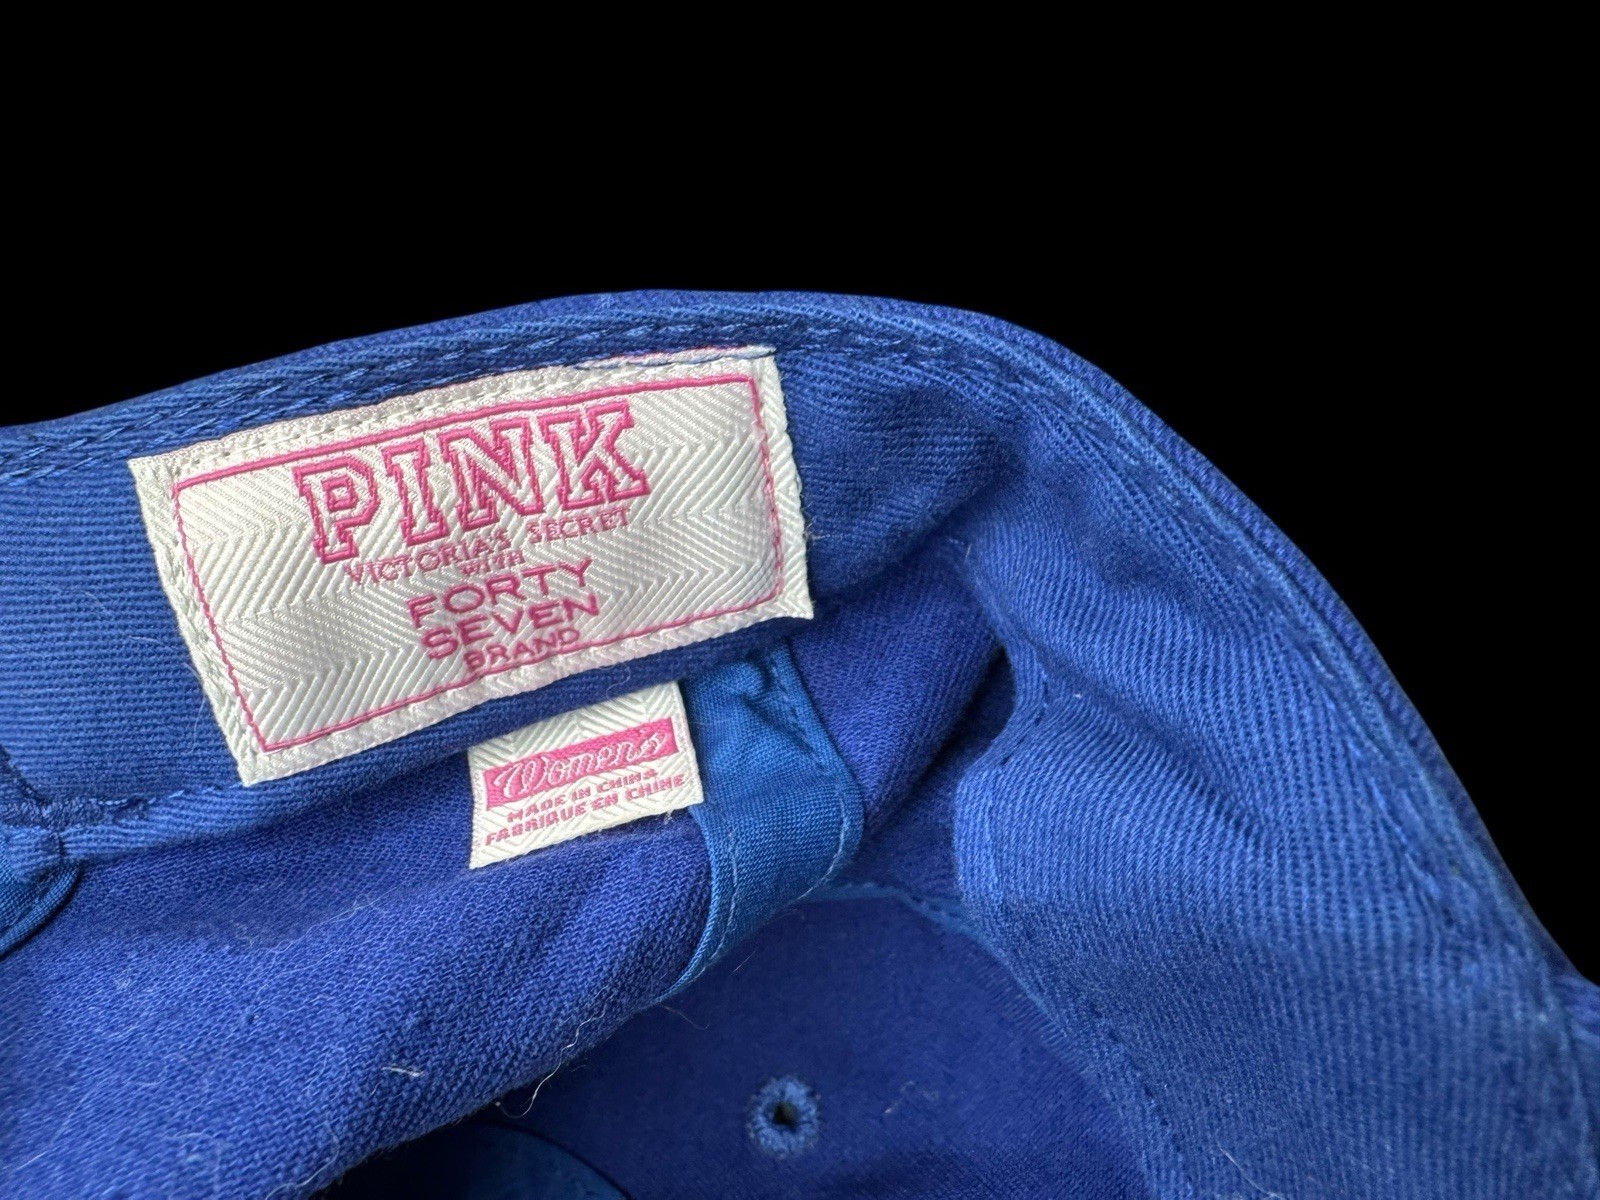 PINK
VICTORIA'S SECRET
WITH
FORTY
SEVEN
BRAND
Women's
MADE IN CHINA
FABRIQUE EN CHINE